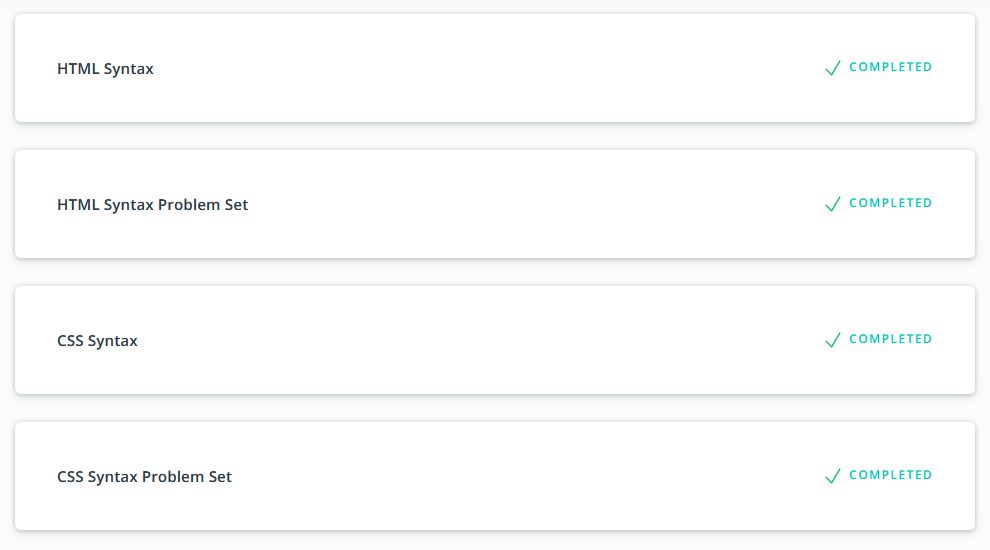 HTML Syntax COMPLETED
HTML Syntax Problem Set COMPLETED
CSS Syntax COMPLETED
CSS Syntax Problem Set COMPLETED